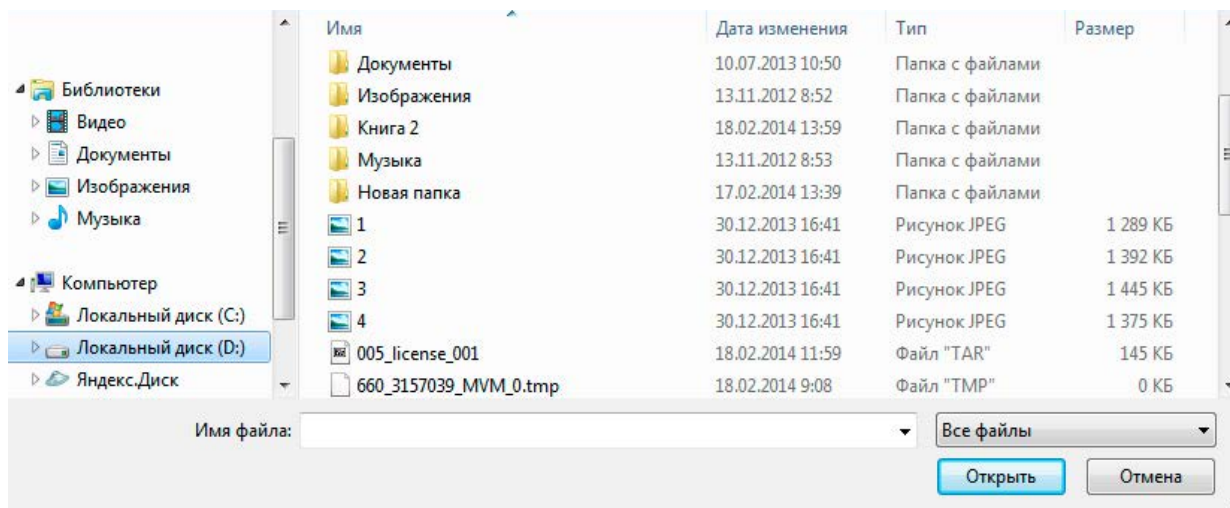 Имя Дата изменения Тип Размер
Библиотеки
Видео
Документы
Изображения
Музыка
Компьютер
Локальный диск (C:)
Локальный диск (D:)
Яндекс.Диск
Документы 10.07.2013 10:50 Папка с файлами
Изображения 13.11.2012 8:52 Папка с файлами
Книга 2 18.02.2014 13:59 Папка с файлами
Музыка 13.11.2012 8:53 Папка с файлами
Новая папка 17.02.2014 13:39 Папка с файлами
1 30.12.2013 16:41 Рисунок JPEG 1 289 КБ
2 30.12.2013 16:41 Рисунок JPEG 1 392 КБ
3 30.12.2013 16:41 Рисунок JPEG 1 445 КБ
4 30.12.2013 16:41 Рисунок JPEG 1 375 КБ
005_license_001 18.02.2014 11:59 Файл "TAR" 145 КБ
660_3157039_MVM_0.tmp 18.02.2014 9:08 Файл "TMP" 0 КБ
Имя файла: Все файлы
Открыть Отмена